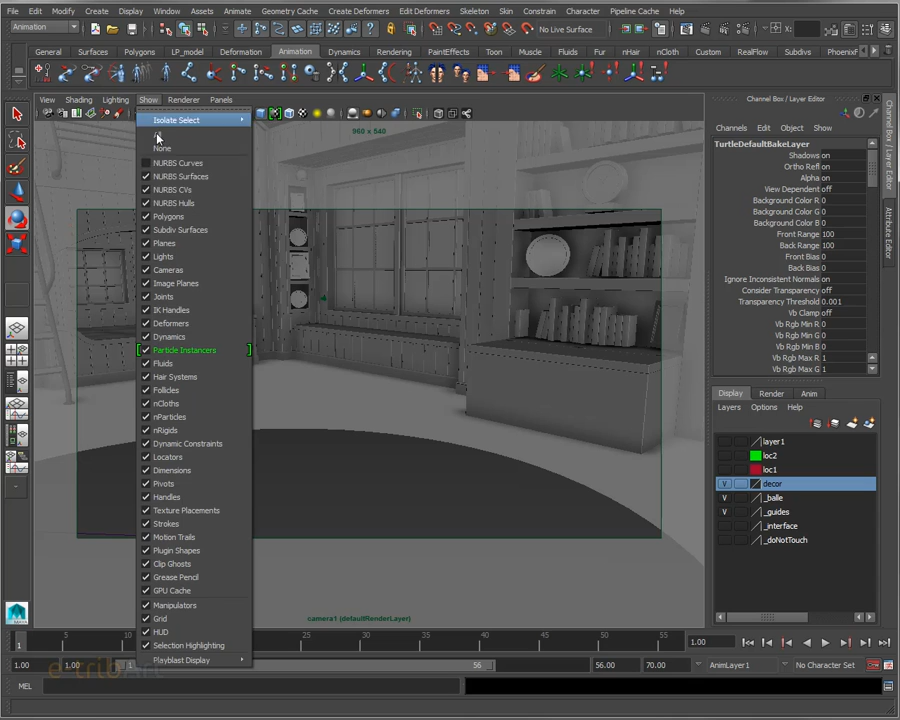 File Edit Modify Create Display Window Assets Animate Geometry Cache Create Deformers Edit Deformers Skeleton Skin Constrain Character Pipeline Cache Help
Animation No Live Surface X: Y:
General Surfaces Polygons LP_model Deformation Animation Dynamics Rendering PaintEffects Toon Muscle Fluids Fur nHair nCloth Custom RealFlow Subdivs PhoenixF
View Shading Lighting Show Renderer Panels
Channel Box / Layer Editor
Channels Edit Object Show
TurtleDefaultBakeLayer
Shadows on
Ortho Refl on
Alpha on
View Dependent off
Background Color R 0
Background Color G 0
Background Color B 0
Front Range 100
Back Range 100
Front Bias 0
Back Bias 0
Ignore Inconsistent Normals on
Consider Transparency off
Transparency Threshold 0.001
Vb Clamp off
Vb Rgb Min R 0
Vb Rgb Min G 0
Vb Rgb Min B 0
Vb Rgb Max R 1
Vb Rgb Max G 1
Channel Box / Layer Editor
Attribute Editor
Isolate Select
None
NURBS Curves
NURBS Surfaces
NURBS CVs
NURBS Hulls
Polygons
Subdiv Surfaces
Planes
Lights
Cameras
Image Planes
Joints
IK Handles
Deformers
Dynamics
Particle Instancers
Fluids
Hair Systems
Follicles
nCloths
nParticles
nRigids
Dynamic Constraints
Locators
Dimensions
Pivots
Handles
Texture Placements
Strokes
Motion Trails
Plugin Shapes
Clip Ghosts
Grease Pencil
GPU Cache
Manipulators
Grid
HUD
Selection Highlighting
Playblast Display
960 x 540
camera1 (defaultRenderLayer)
Display Render Anim
Layers Options Help
layer1
loc2
loc1
V decor
V _balle
V _guides
_interface
_doNotTouch
1 5 25 30 35 40 45 50 55 1.00
1.00 1.00 1 56 56.00 70.00 AnimLayer1 No Character Set
MEL
e-tribArt